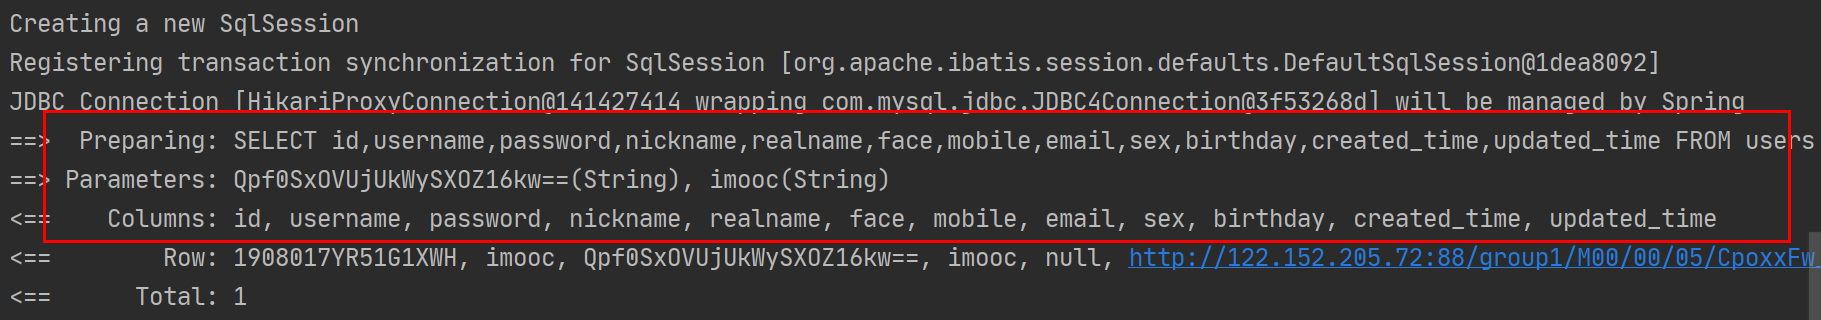 Creating a new SqlSession
Registering transaction synchronization for SqlSession [org.apache.ibatis.session.defaults.DefaultSqlSession@1dea8092]
JDBC Connection [HikariProxyConnection@141427414 wrapping com.mysql.jdbc.JDBC4Connection@3f53268d] will be managed by Spring
==>  Preparing: SELECT id,username,password,nickname,realname,face,mobile,email,sex,birthday,created_time,updated_time FROM users
==> Parameters: Qpf0SxOVUjUkWySXOZ16kw==(String), imooc(String)
<==    Columns: id, username, password, nickname, realname, face, mobile, email, sex, birthday, created_time, updated_time
<==        Row: 1908017YR51G1XWH, imooc, Qpf0SxOVUjUkWySXOZ16kw==, imooc, null, http://122.152.205.72:88/group1/M00/00/05/CpoxxFw_
<==      Total: 1